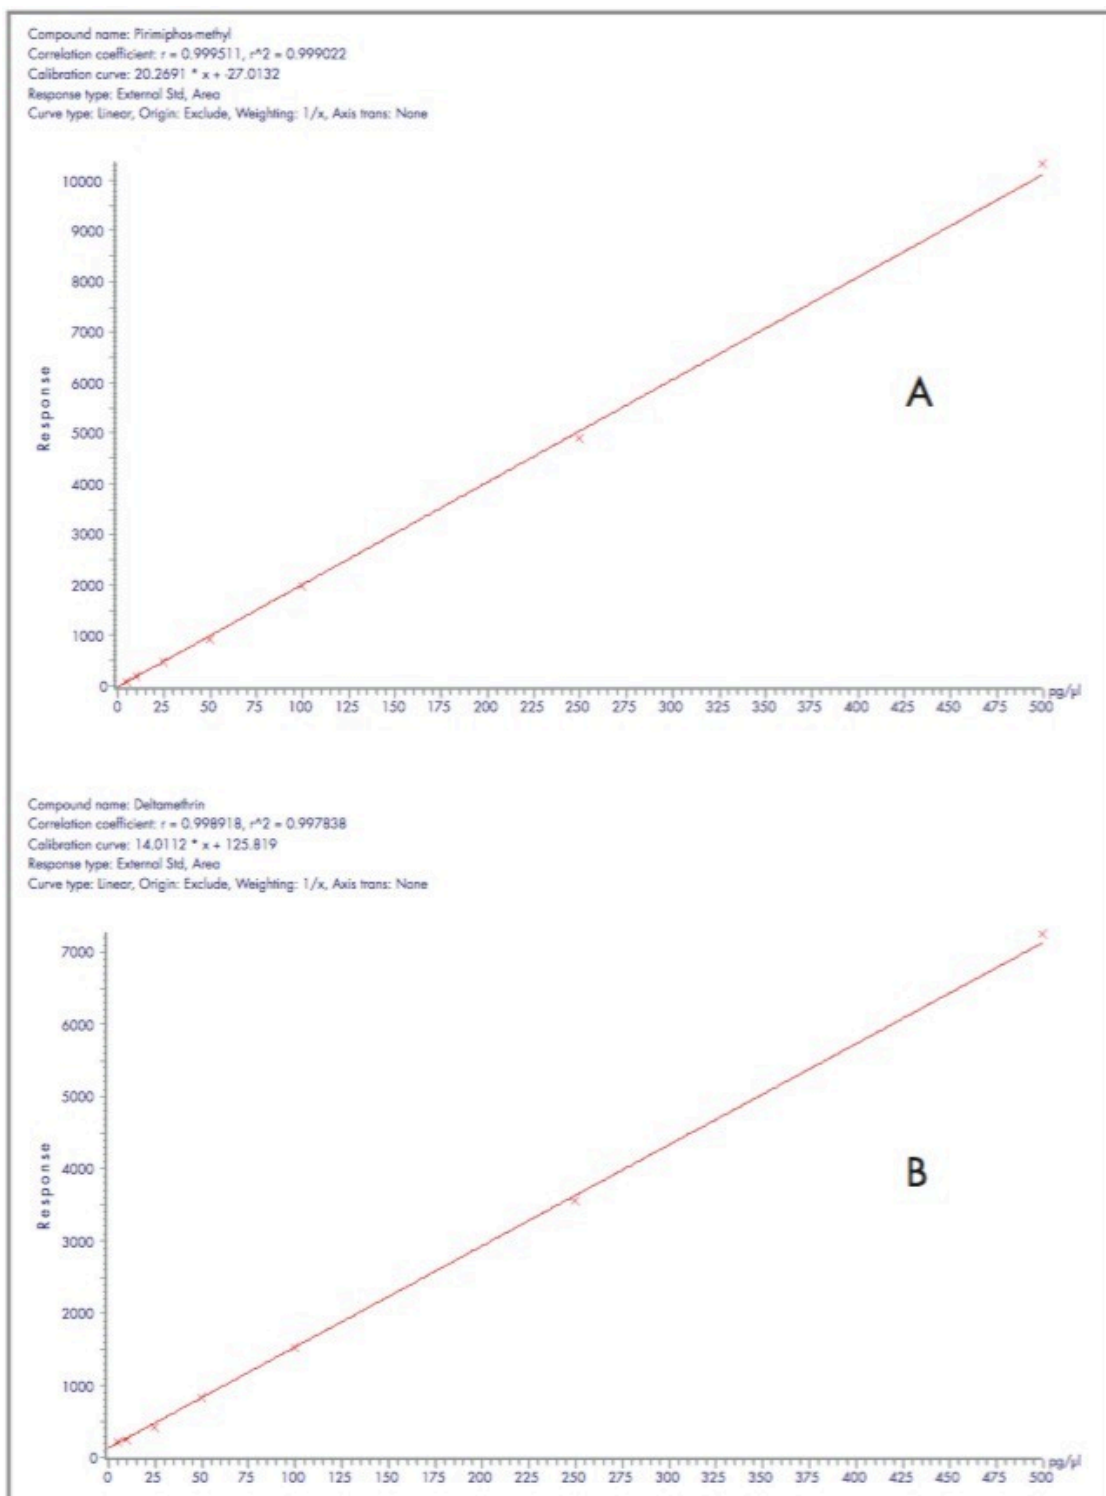 Compound name: Pirimiphos-methyl
Correlation coefficient: r = 0.999511, r^2 = 0.999022
Calibration curve: 20.2691 * x + -27.0132
Response type: External Std, Area
Curve type: Linear, Origin: Exclude, Weighting: 1/x, Axis trans: None
10000
9000
8000
7000
6000
5000
4000
3000
2000
1000
0
Response
A
0 25 50 75 100 125 150 175 200 225 250 275 300 325 350 375 400 425 450 475 500 pg/µl
Compound name: Deltamethrin
Correlation coefficient: r = 0.998918, r^2 = 0.997838
Calibration curve: 14.0112 * x + 125.819
Response type: External Std, Area
Curve type: Linear, Origin: Exclude, Weighting: 1/x, Axis trans: None
7000
6000
5000
4000
3000
2000
1000
0
Response
B
0 25 50 75 100 125 150 175 200 225 250 275 300 325 350 375 400 425 450 475 500 pg/µl